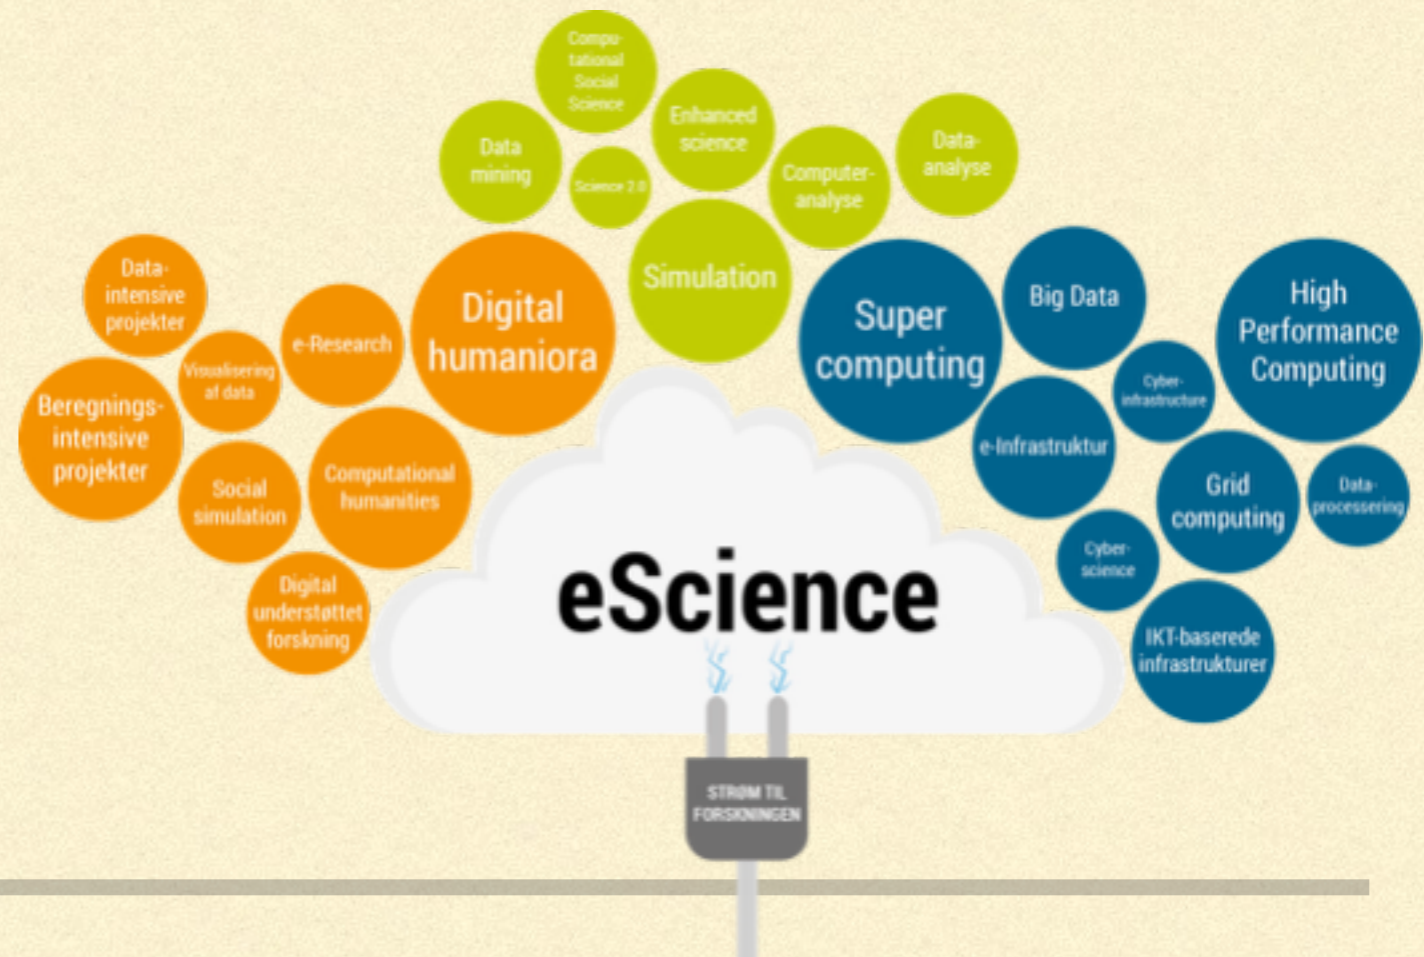 Compu-
tational
Social
Science
Enhanced
science
Data
mining
Science 2.0
Computer-
analyse
Data-
analyse
Simulation
Data-
intensive
projekter
Visualisering
af data
e-Research
Digital
humaniora
Beregnings-
intensive
projekter
Social
simulation
Computational
humanities
Digital
understøttet
forskning
Super
computing
Big Data
High
Performance
Computing
Cyber-
infrastructure
e-Infrastruktur
Grid
computing
Data-
processering
Cyber-
science
IKT-baserede
infrastrukturer
eScience
STRØM TIL
FORSKNINGEN